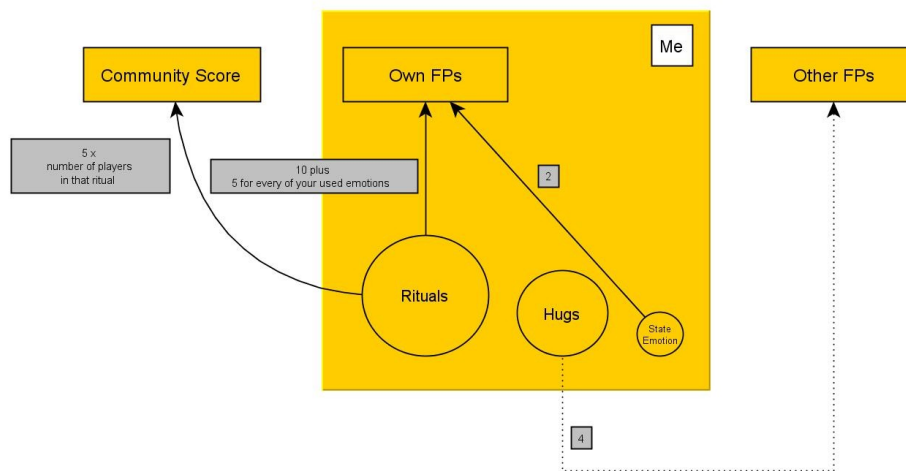 Me
Community Score
Own FPs
Other FPs
5 x
number of players
in that ritual
10 plus
5 for every of your used emotions
2
Rituals
Hugs
State
Emotion
4